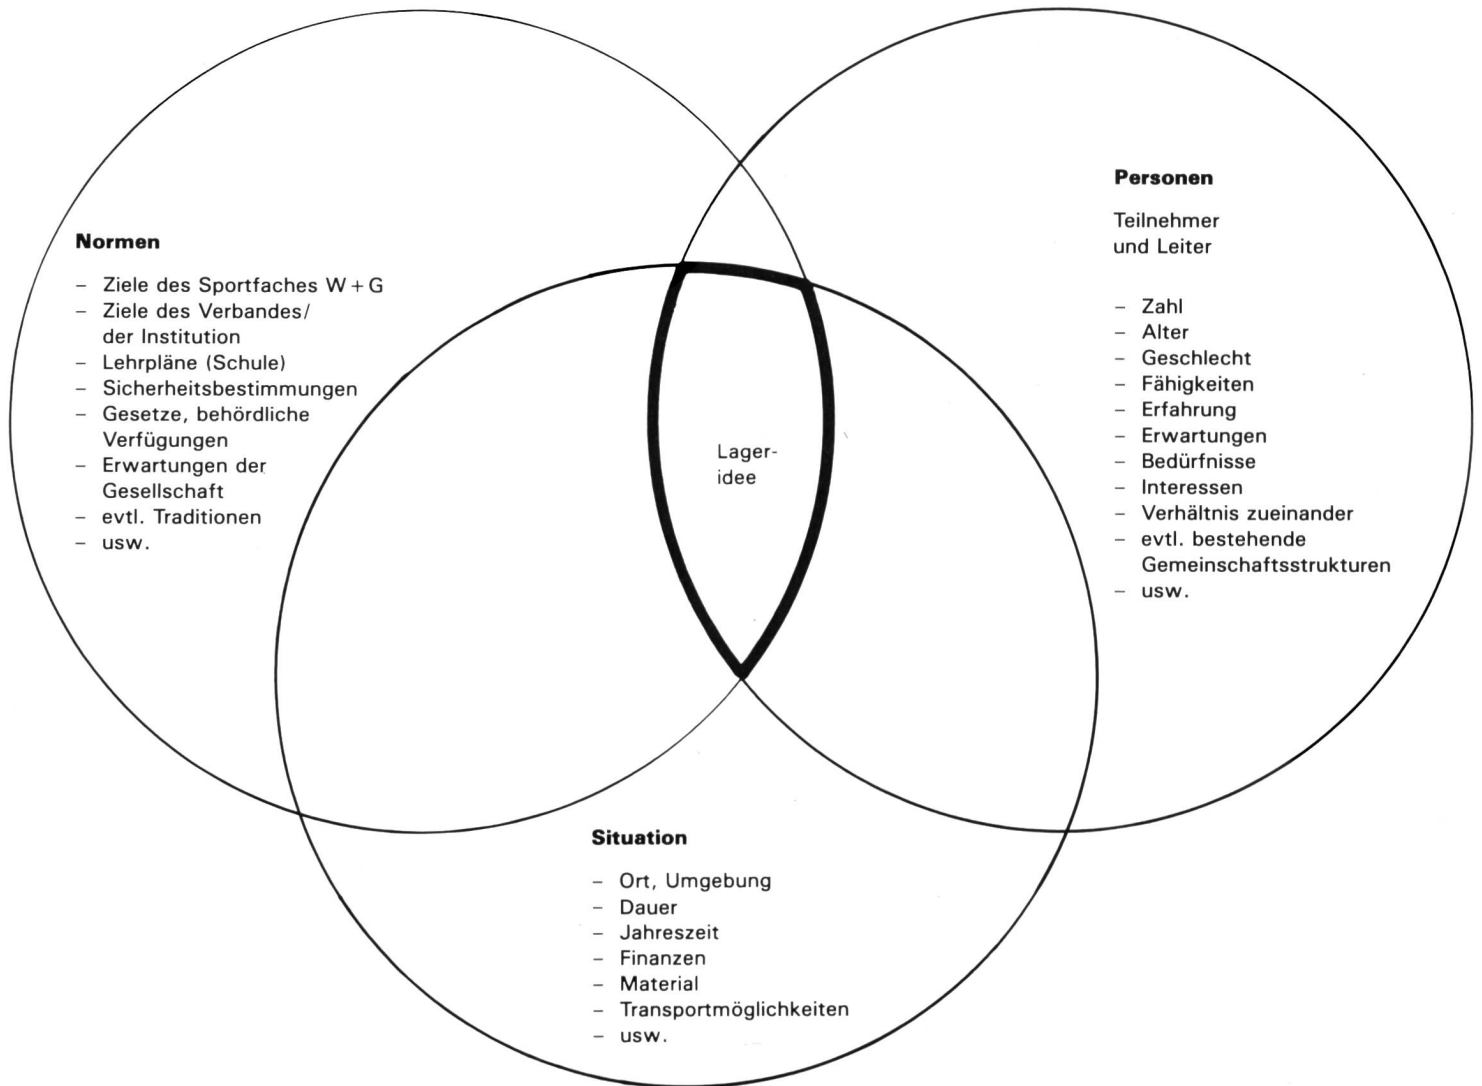 Normen
– Ziele des Sportfaches W + G
– Ziele des Verbandes/
der Institution
– Lehrpläne (Schule)
– Sicherheitsbestimmungen
– Gesetze, behördliche
Verfügungen
– Erwartungen der
Gesellschaft
– evtl. Traditionen
– usw.
Lager-
idee
Personen
Teilnehmer
und Leiter
– Zahl
– Alter
– Geschlecht
– Fähigkeiten
– Erfahrung
– Erwartungen
– Bedürfnisse
– Interessen
– Verhältnis zueinander
– evtl. bestehende
Gemeinschaftsstrukturen
– usw.
Situation
– Ort, Umgebung
– Dauer
– Jahreszeit
– Finanzen
– Material
– Transportmöglichkeiten
– usw.